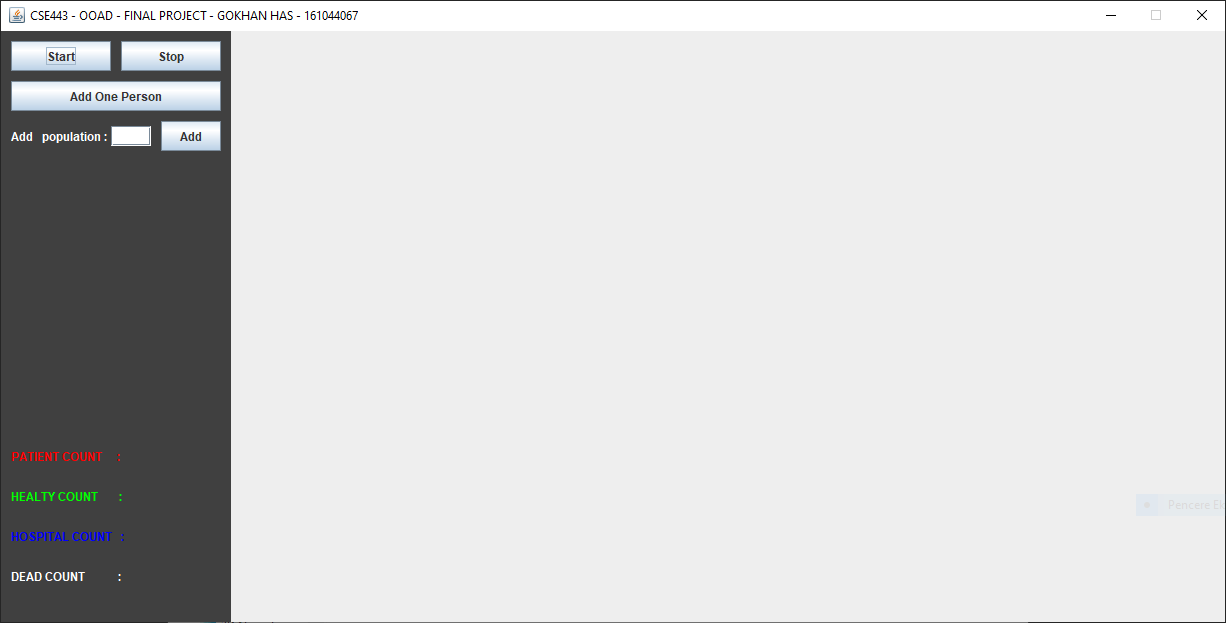 CSE443 - OOAD - FINAL PROJECT - GOKHAN HAS - 161044067
Start Stop
Add One Person
Add population : Add
PATIENT COUNT :
HEALTY COUNT :
Pencere Ek
HOSPITAL COUNT :
DEAD COUNT :